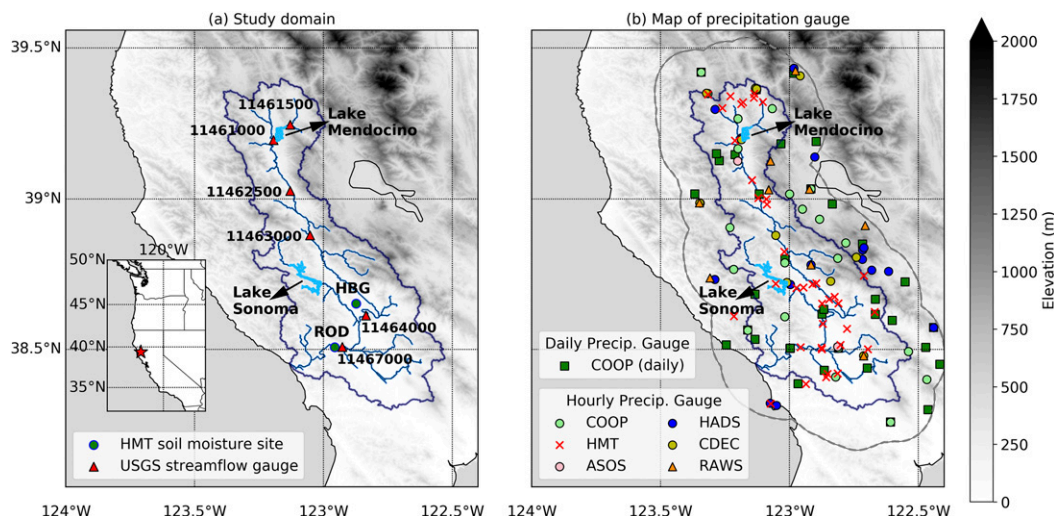 (a) Study domain
39.5°N
39°N
38.5°N
124°W
123.5°W
123°W
122.5°W
11461500
11461000
Lake
Mendocino
11462500
11463000
HBG
Lake
Sonoma
ROD
11464000
11467000
120°W
50°N
45°N
40°N
35°N
HMT soil moisture site
USGS streamflow gauge
(b) Map of precipitation gauge
Lake
Mendocino
Lake
Sonoma
Daily Precip. Gauge
COOP (daily)
Hourly Precip. Gauge
COOP
HMT
ASOS
HADS
CDEC
RAWS
124°W
123.5°W
123°W
122.5°W
2000
1750
1500
1250
1000
750
500
250
0
Elevation (m)